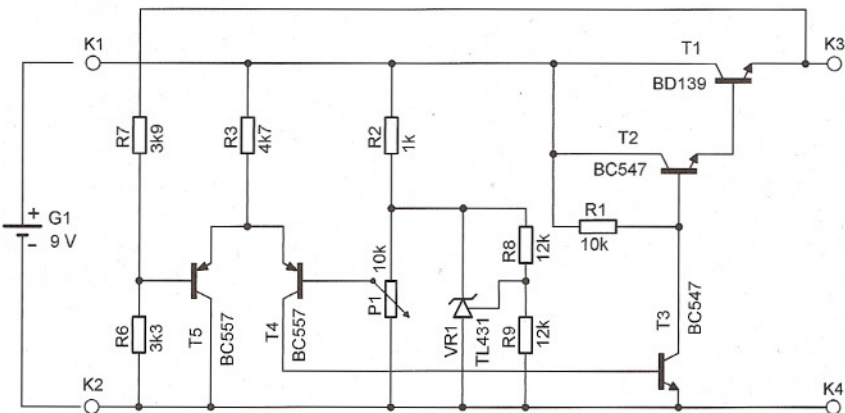 K1
T1
K3
BD139
R7
3k9
R3
4k7
R2
1k
T2
BC547
+
G1
–
9 V
R1
10k
R8
12k
10k
P1
R6
3k3
T5
BC557
T4
BC557
VR1
TL431
R9
12k
T3
BC547
K2
K4